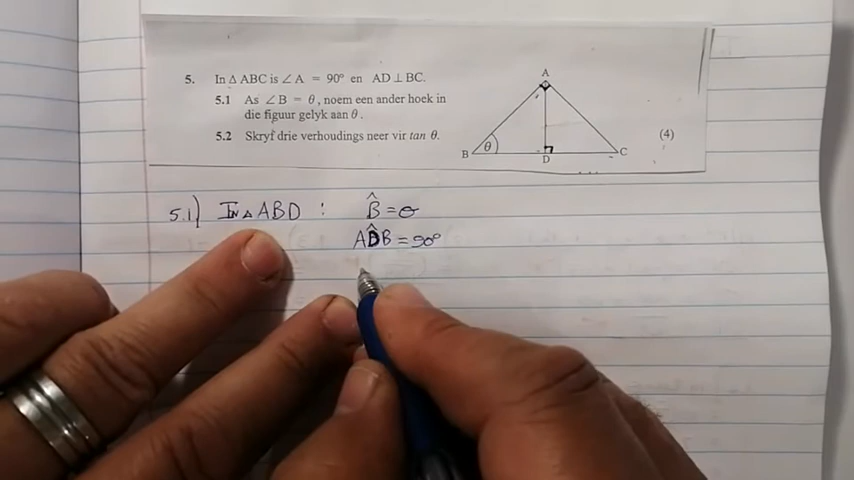 5. In △ ABC is ∠ A = 90° en AD ⊥ BC.
5.1 As ∠ B = θ, noem een ander hoek in
die figuur gelyk aan θ.
5.2 Skryf drie verhoudings neer vir tan θ.
(4)
A
B
θ
D
C
5.1) In △ ABD : B̂ = θ
AD̂B = 90°